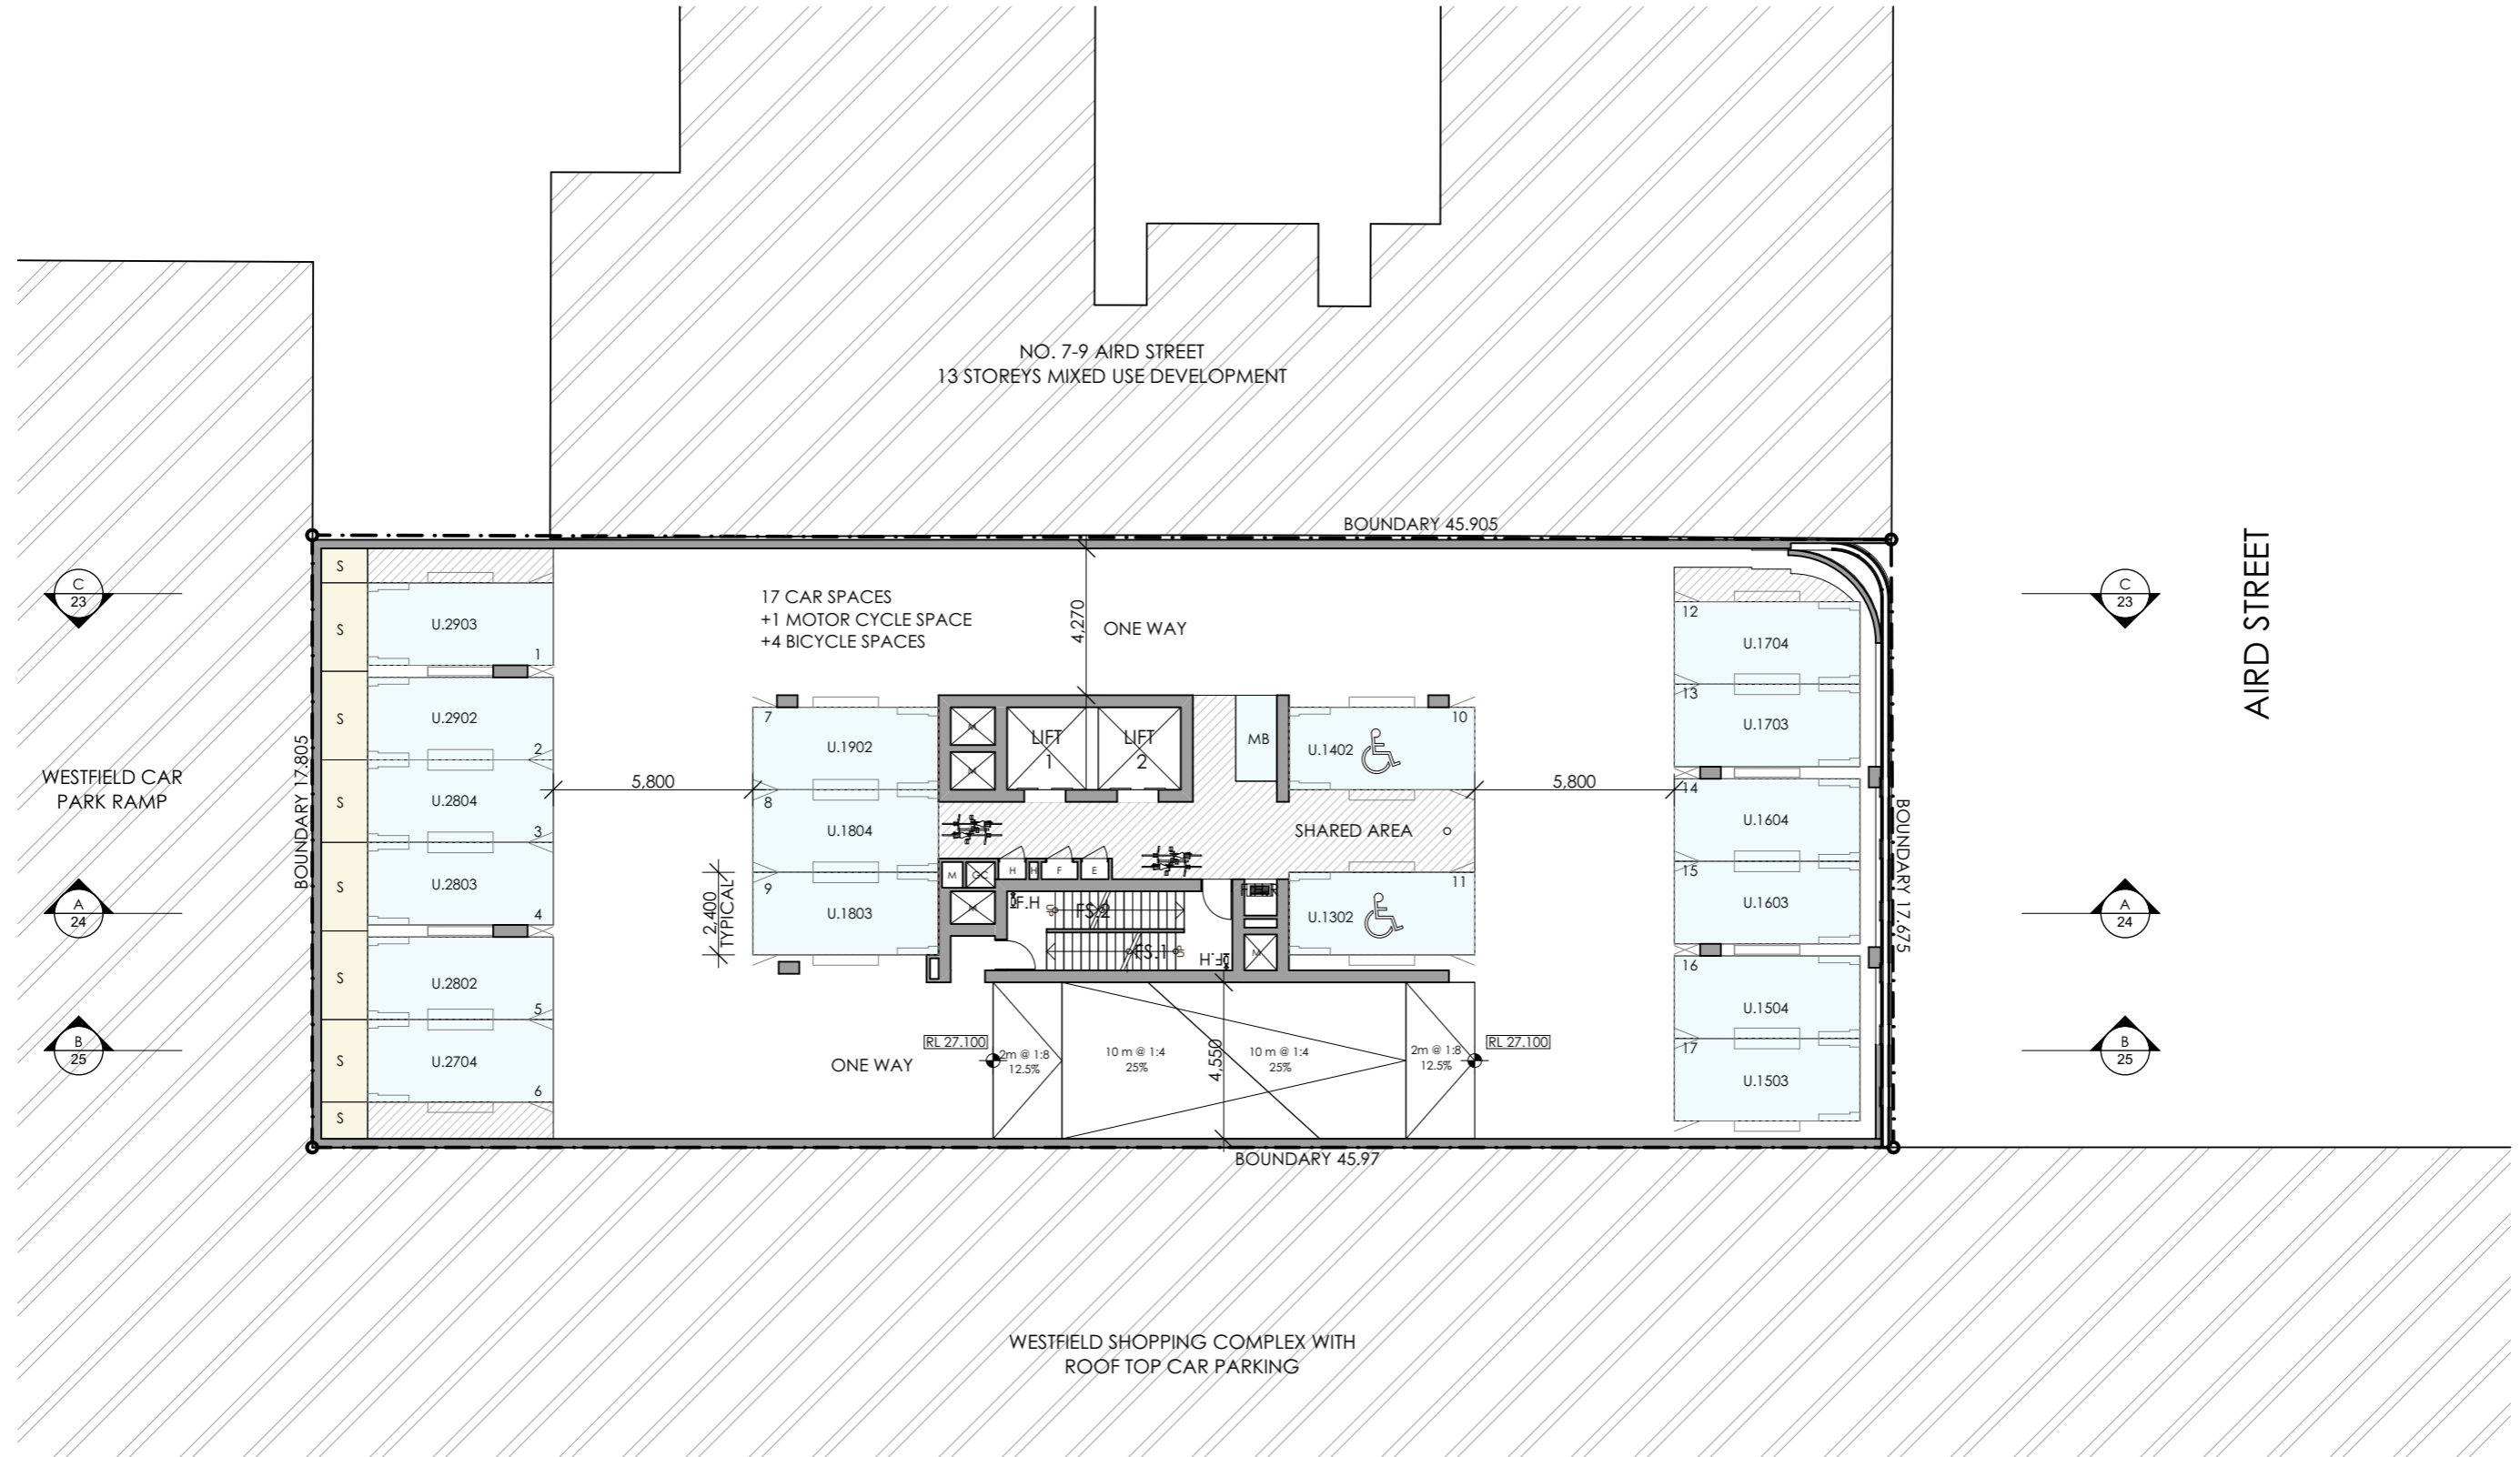 NO. 7-9 AIRD STREET
13 STOREYS MIXED USE DEVELOPMENT
BOUNDARY 45.905
C
23
C
23
AIRD STREET
17 CAR SPACES
+1 MOTOR CYCLE SPACE
+4 BICYCLE SPACES
4,270
ONE WAY
S
S
S
S
S
S
S
S
U.2903
1
U.2902
2
U.2804
3
U.2803
4
U.2802
5
U.2704
6
WESTFIELD CAR
PARK RAMP
BOUNDARY 17.805
A
24
B
25
5,800
7
U.1902
8
U.1804
9
U.1803
2,400
TYPICAL
M
M
LIFT
1
LIFT
2
MB
10
U.1402
SHARED AREA
11
U.1302
M
GC
H
H
F
E
M
F.H
UP
FS.2
FS.1
F.H
M
5,800
12
U.1704
13
U.1703
14
U.1604
15
U.1603
16
U.1504
17
U.1503
BOUNDARY 17.675
A
24
B
25
ONE WAY
RL 27.100
2m @ 1:8
12.5%
10 m @ 1:4
25%
4,550
10 m @ 1:4
25%
2m @ 1:8
12.5%
RL 27.100
BOUNDARY 45.97
WESTFIELD SHOPPING COMPLEX WITH
ROOF TOP CAR PARKING